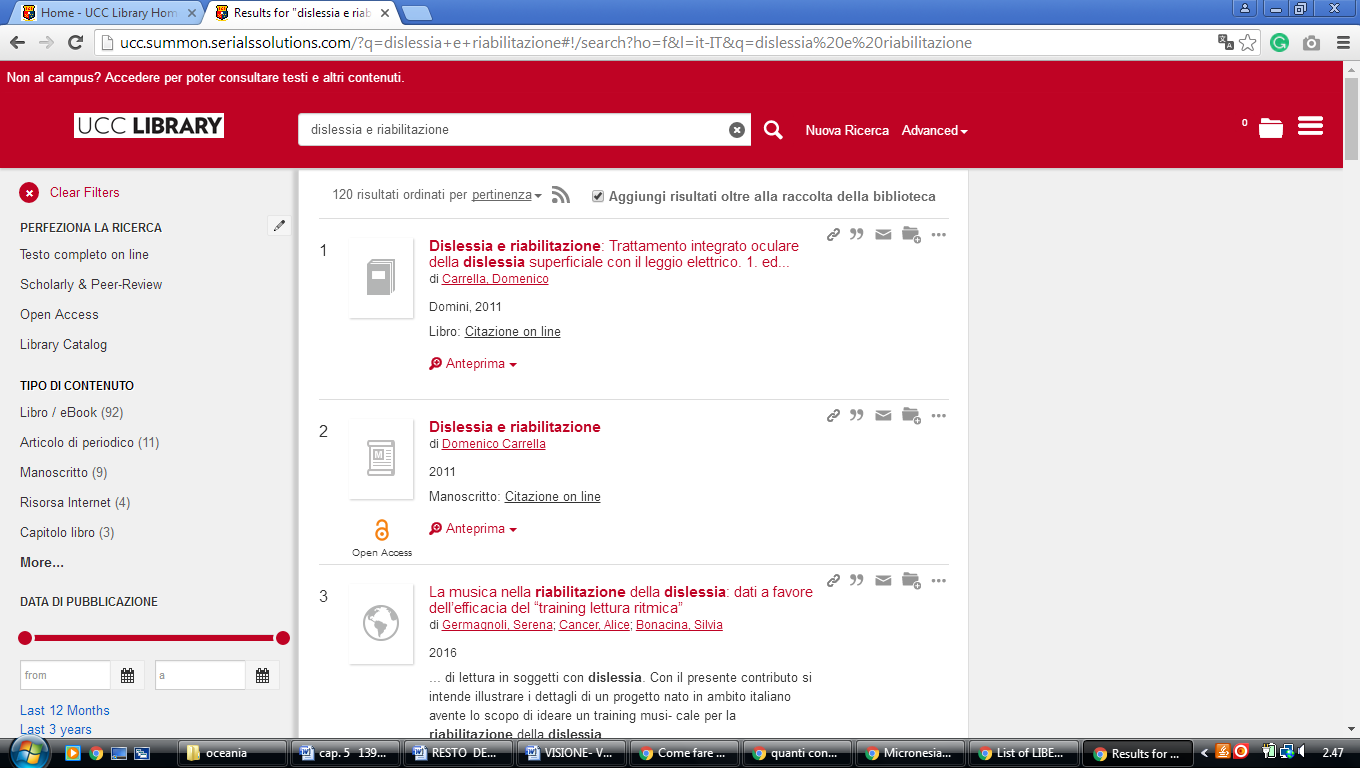 Home - UCC Library Hom
Results for "dislessia e riab
ucc.summon.serialssolutions.com/?q=dislessia+e+riabilitazione#!/search?ho=f&l=it-IT&q=dislessia%20e%20riabilitazione
Non al campus? Accedere per poter consultare testi e altri contenuti.
UCC LIBRARY
dislessia e riabilitazione
Nuova Ricerca
Advanced
0
Clear Filters
PERFEZIONA LA RICERCA
Testo completo on line
Scholarly & Peer-Review
Open Access
Library Catalog
TIPO DI CONTENUTO
Libro / eBook (92)
Articolo di periodico (11)
Manoscritto (9)
Risorsa Internet (4)
Capitolo libro (3)
More...
DATA DI PUBBLICAZIONE
from
a
Last 12 Months
Last 3 years
120 risultati ordinati per pertinenza
Aggiungi risultati oltre alla raccolta della biblioteca
1
Dislessia e riabilitazione: Trattamento integrato oculare
della dislessia superficiale con il leggio elettrico. 1. ed...
di Carrella, Domenico
Domini, 2011
Libro: Citazione on line
Anteprima
2
Dislessia e riabilitazione
di Domenico Carrella
2011
Manoscritto: Citazione on line
M
Open Access
Anteprima
3
La musica nella riabilitazione della dislessia: dati a favore
dell'efficacia del “training lettura ritmica”
di Germagnoli, Serena; Cancer, Alice; Bonacina, Silvia
2016
... di lettura in soggetti con dislessia. Con il presente contributo si
intende illustrare i dettagli di un progetto nato in ambito italiano
avente lo scopo di ideare un training musi- cale per la
riabilitazione della dislessia
oceania
cap. 5 139...
RESTO DE...
VISIONE- V...
Come fare ...
quanti con...
Micronesia...
List of LIBE...
Results for ...
2.47